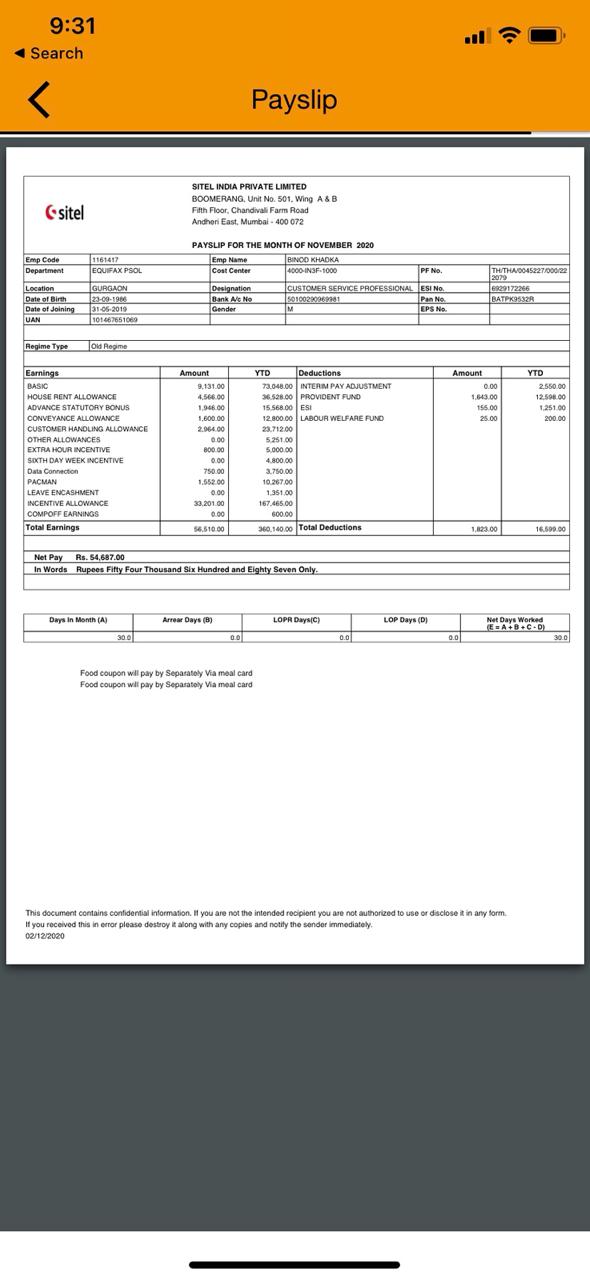 9:31
◀ Search
Payslip
sitel
SITEL INDIA PRIVATE LIMITED
BOOMERANG, Unit No. 501, Wing A & B
Fifth Floor, Chandivali Farm Road
Andheri East, Mumbai - 400 072
PAYSLIP FOR THE MONTH OF NOVEMBER 2020
Emp Code 1161417 Emp Name BINOD KHADKA
Department EQUIFAX PSOL Cost Center 4000-IN3F-1000 PF No. TH/THA/0045227/000/22
2079
Location GURGAON Designation CUSTOMER SERVICE PROFESSIONAL ESI No. 6929172266
Date of Birth 23-09-1986 Bank A/c No 50100290969981 Pan No. BATPK9532R
Date of Joining 31-05-2019 Gender M EPS No.
UAN 101467651069
Regime Type Old Regime
Earnings Amount YTD Deductions Amount YTD
BASIC 9,131.00 73,048.00 INTERIM PAY ADJUSTMENT 0.00 2,550.00
HOUSE RENT ALLOWANCE 4,566.00 36,528.00 PROVIDENT FUND 1,643.00 12,598.00
ADVANCE STATUTORY BONUS 1,946.00 15,568.00 ESI 155.00 1,251.00
CONVEYANCE ALLOWANCE 1,600.00 12,800.00 LABOUR WELFARE FUND 25.00 200.00
CUSTOMER HANDLING ALLOWANCE 2,964.00 23,712.00
OTHER ALLOWANCES 0.00 5,251.00
EXTRA HOUR INCENTIVE 800.00 5,000.00
SIXTH DAY WEEK INCENTIVE 0.00 4,800.00
Data Connection 750.00 3,750.00
PACMAN 1,552.00 10,267.00
LEAVE ENCASHMENT 0.00 1,351.00
INCENTIVE ALLOWANCE 33,201.00 167,465.00
COMPOFF EARNINGS 0.00 600.00
Total Earnings 56,510.00 360,140.00 Total Deductions 1,823.00 16,599.00
Net Pay Rs. 54,687.00
In Words Rupees Fifty Four Thousand Six Hundred and Eighty Seven Only.
Days In Month (A) Arrear Days (B) LOPR Days(C) LOP Days (D) Net Days Worked
(E = A + B + C - D)
30.0 0.0 0.0 0.0 30.0
Food coupon will pay by Separately Via meal card
Food coupon will pay by Separately Via meal card
This document contains confidential information. If you are not the intended recipient you are not authorized to use or disclose it in any form.
If you received this in error please destroy it along with any copies and notify the sender immediately.
02/12/2020